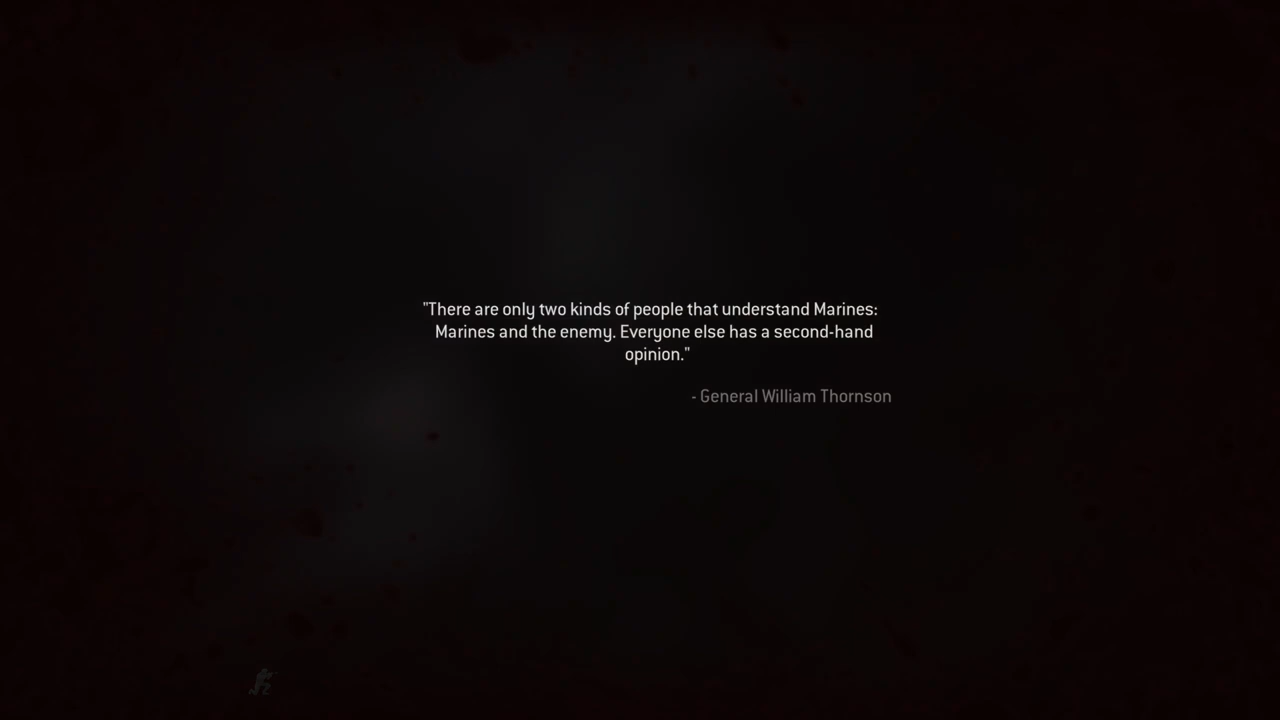 "There are only two kinds of people that understand Marines:
Marines and the enemy. Everyone else has a second-hand
opinion."
- General William Thornson